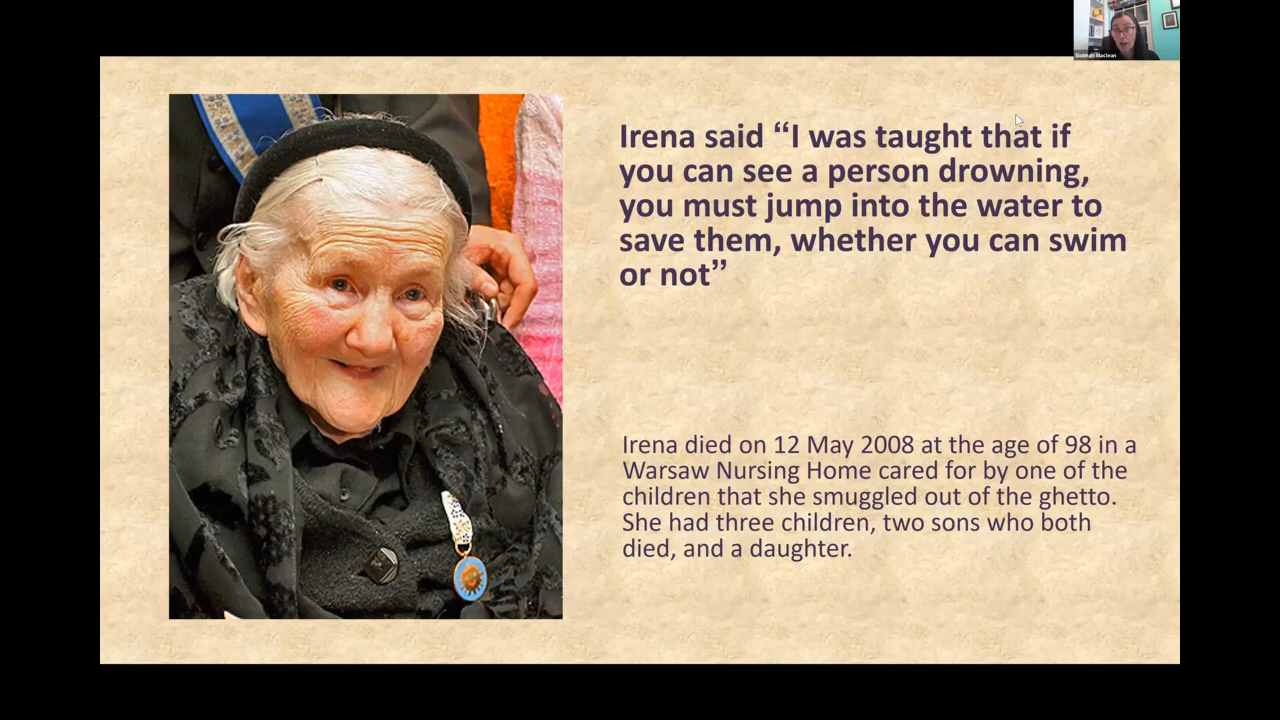 Siobhan Maclean
Irena said “I was taught that if
you can see a person drowning,
you must jump into the water to
save them, whether you can swim
or not”
Irena died on 12 May 2008 at the age of 98 in a
Warsaw Nursing Home cared for by one of the
children that she smuggled out of the ghetto.
She had three children, two sons who both
died, and a daughter.